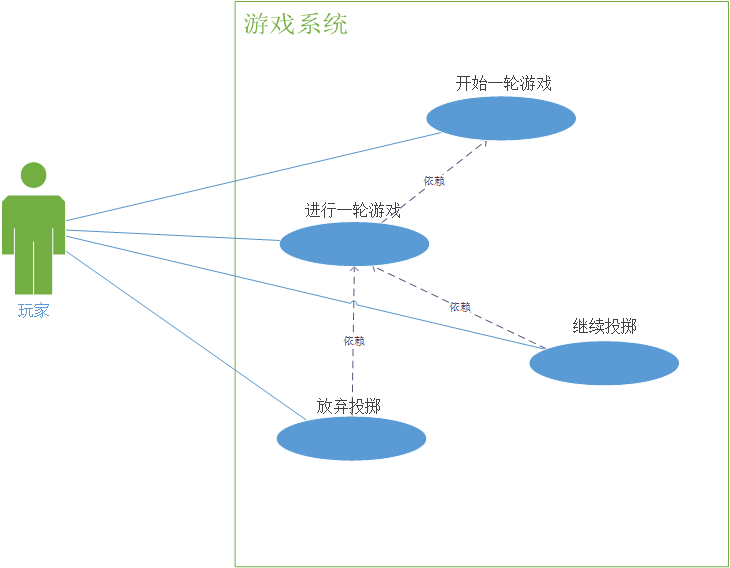 游戏系统
开始一轮游戏
依赖
进行一轮游戏
玩家
依赖
继续投掷
依赖
放弃投掷